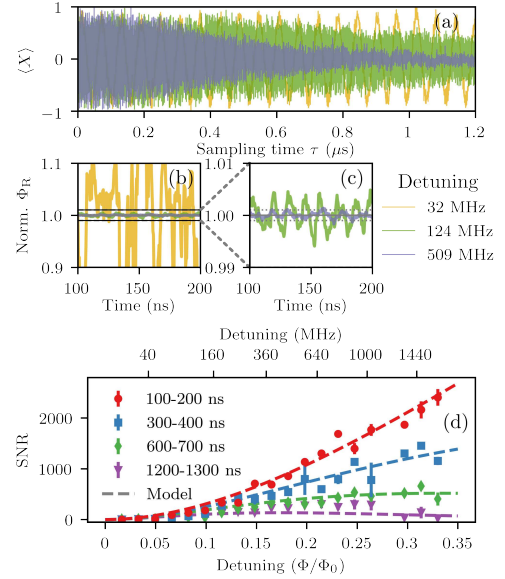 1
0
−1
⟨X⟩
(a)
0
0.2
0.4
0.6
0.8
1.0
1.2
Sampling time τ (μs)
1.1
1.0
0.9
Norm. Φ_R
(b)
100
150
200
Time (ns)
1.01
1.00
0.99
(c)
100
150
200
Time (ns)
Detuning
32 MHz
124 MHz
509 MHz
Detuning (MHz)
40
160
360
640
1000
1440
2000
1000
0
SNR
(d)
100-200 ns
300-400 ns
600-700 ns
1200-1300 ns
Model
0
0.05
0.1
0.15
0.2
0.25
0.3
0.35
Detuning (Φ/Φ₀)